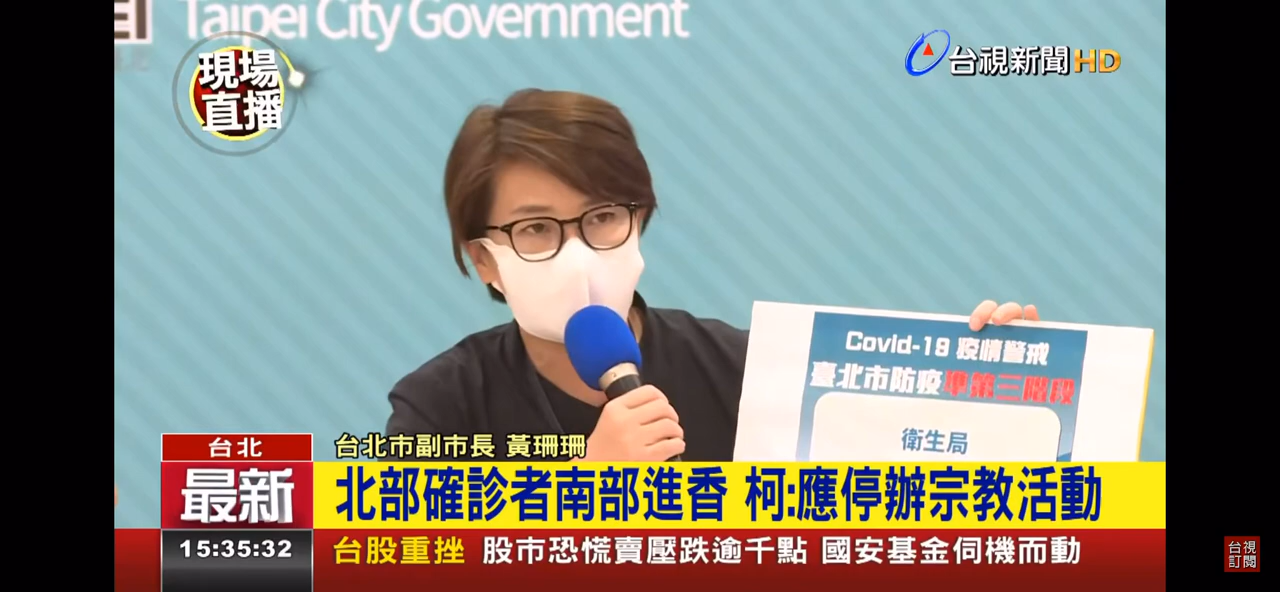 Taipei City Government
現場
直播
台視新聞HD
Covid-19 疫情警戒
臺北市防疫準第三階段
衛生局
台北
台北市副市長 黃珊珊
最新
北部確診者南部進香 柯:應停辦宗教活動
15:35:32
台股重挫 股市恐慌賣壓跌逾千點 國安基金伺機而動
台視
訂閱